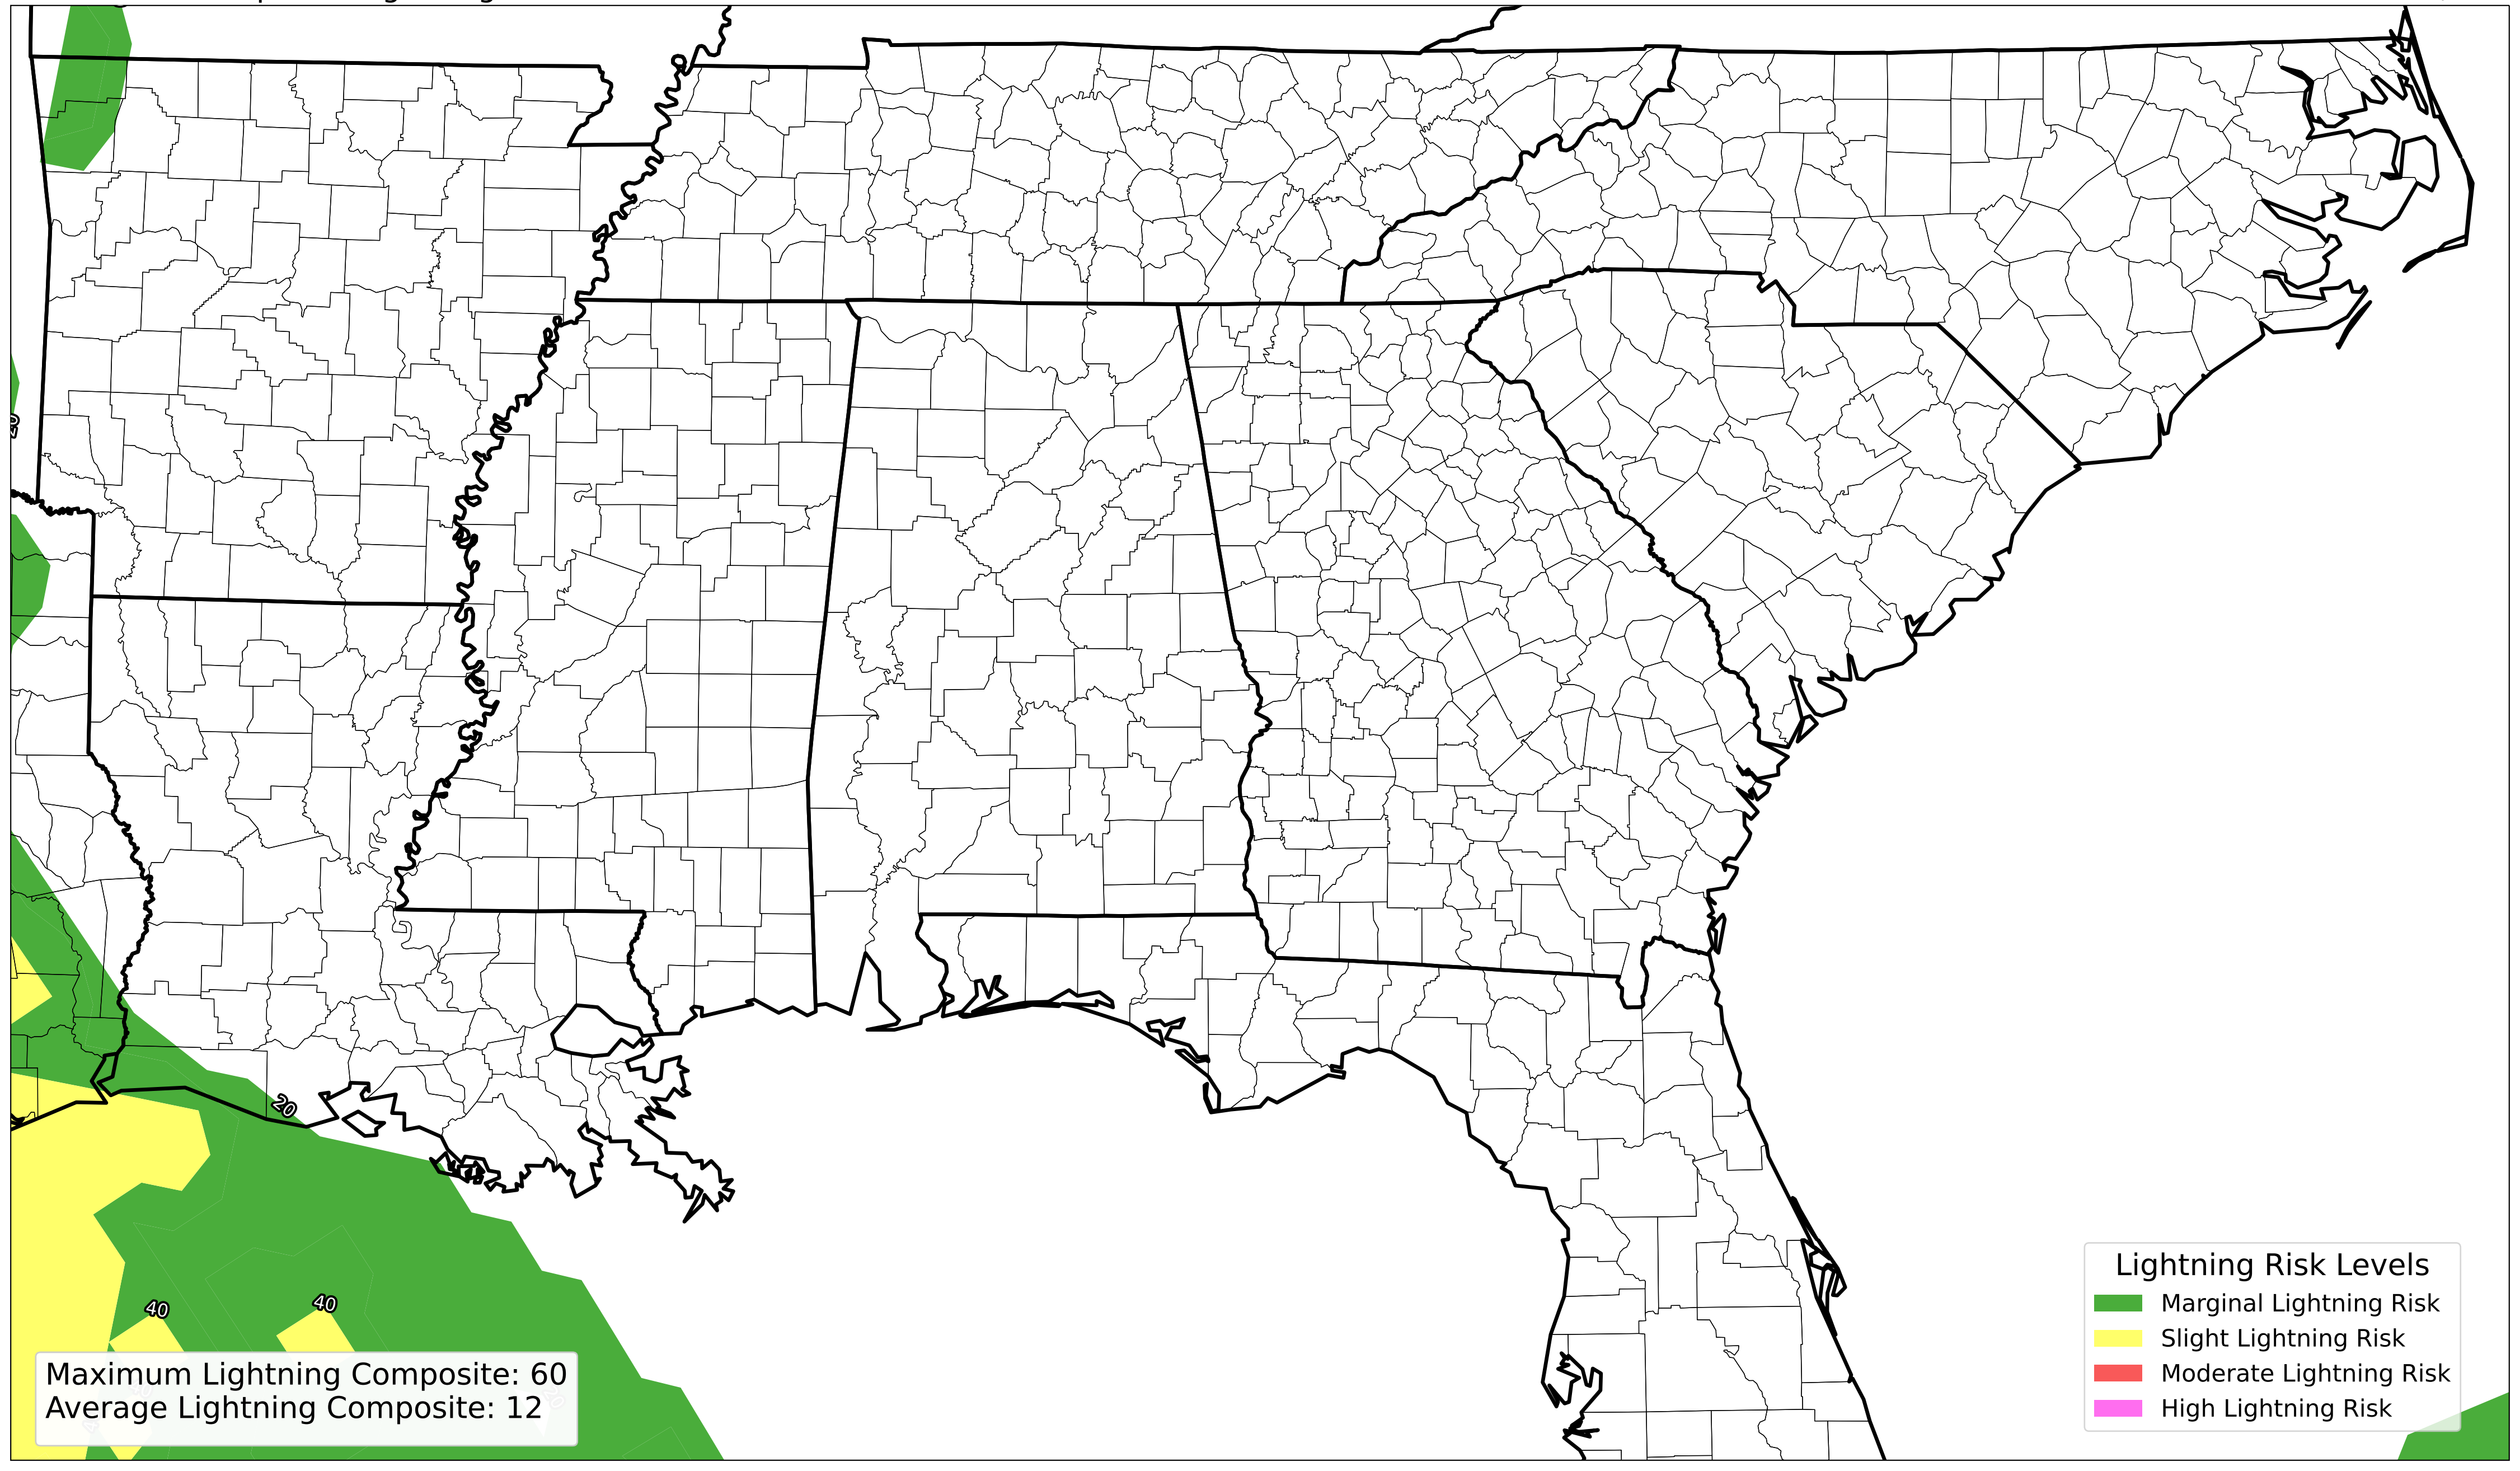 20
20
40
40
Lightning Risk Levels
Marginal Lightning Risk
Slight Lightning Risk
Moderate Lightning Risk
High Lightning Risk
Maximum Lightning Composite: 60
Average Lightning Composite: 12